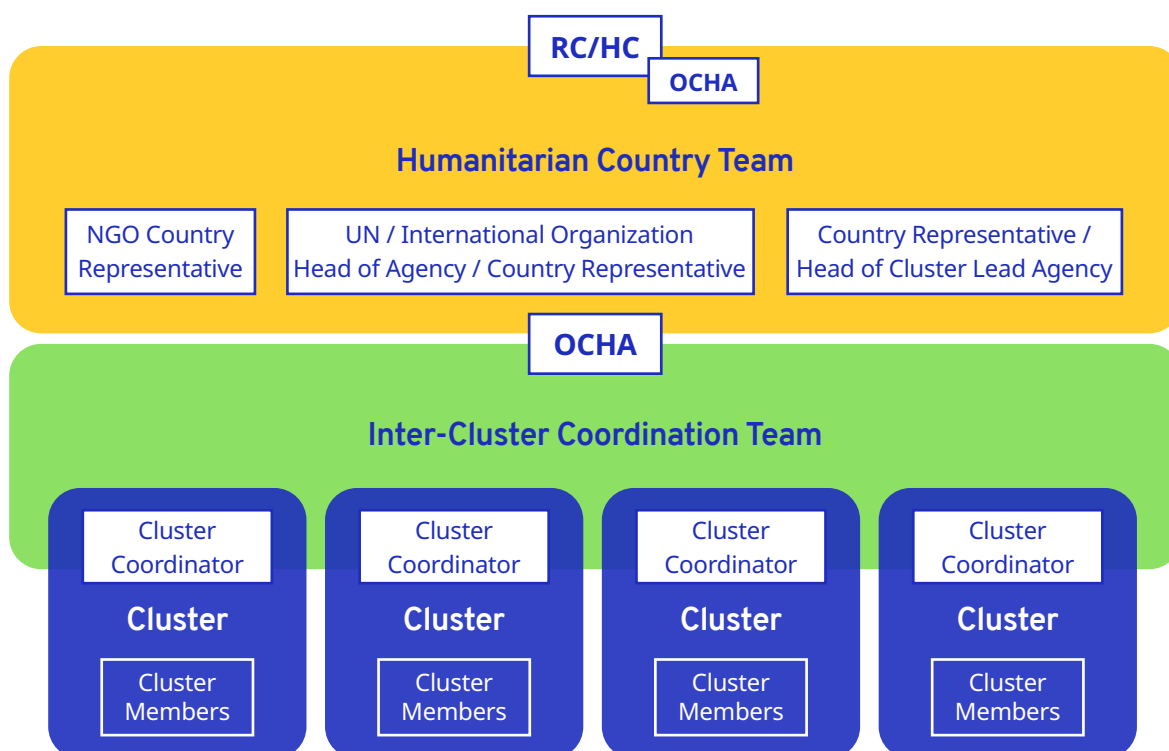 RC/HC
OCHA
Humanitarian Country Team
NGO Country
Representative
UN / International Organization
Head of Agency / Country Representative
Country Representative /
Head of Cluster Lead Agency
OCHA
Inter-Cluster Coordination Team
Cluster
Coordinator
Cluster
Cluster
Members
Cluster
Coordinator
Cluster
Cluster
Members
Cluster
Coordinator
Cluster
Cluster
Members
Cluster
Coordinator
Cluster
Cluster
Members